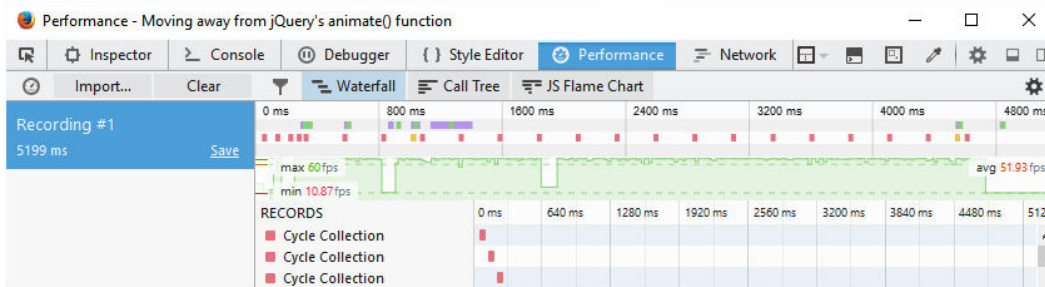 Performance - Moving away from jQuery's animate() function
Inspector Console Debugger { } Style Editor Performance Network
Import... Clear Waterfall Call Tree JS Flame Chart
Recording #1
5199 ms Save
0 ms 800 ms 1600 ms 2400 ms 3200 ms 4000 ms 4800 ms
max 60 fps avg 51.93 fps
min 10.87 fps
RECORDS 0 ms 640 ms 1280 ms 1920 ms 2560 ms 3200 ms 3840 ms 4480 ms 512
Cycle Collection
Cycle Collection
Cycle Collection